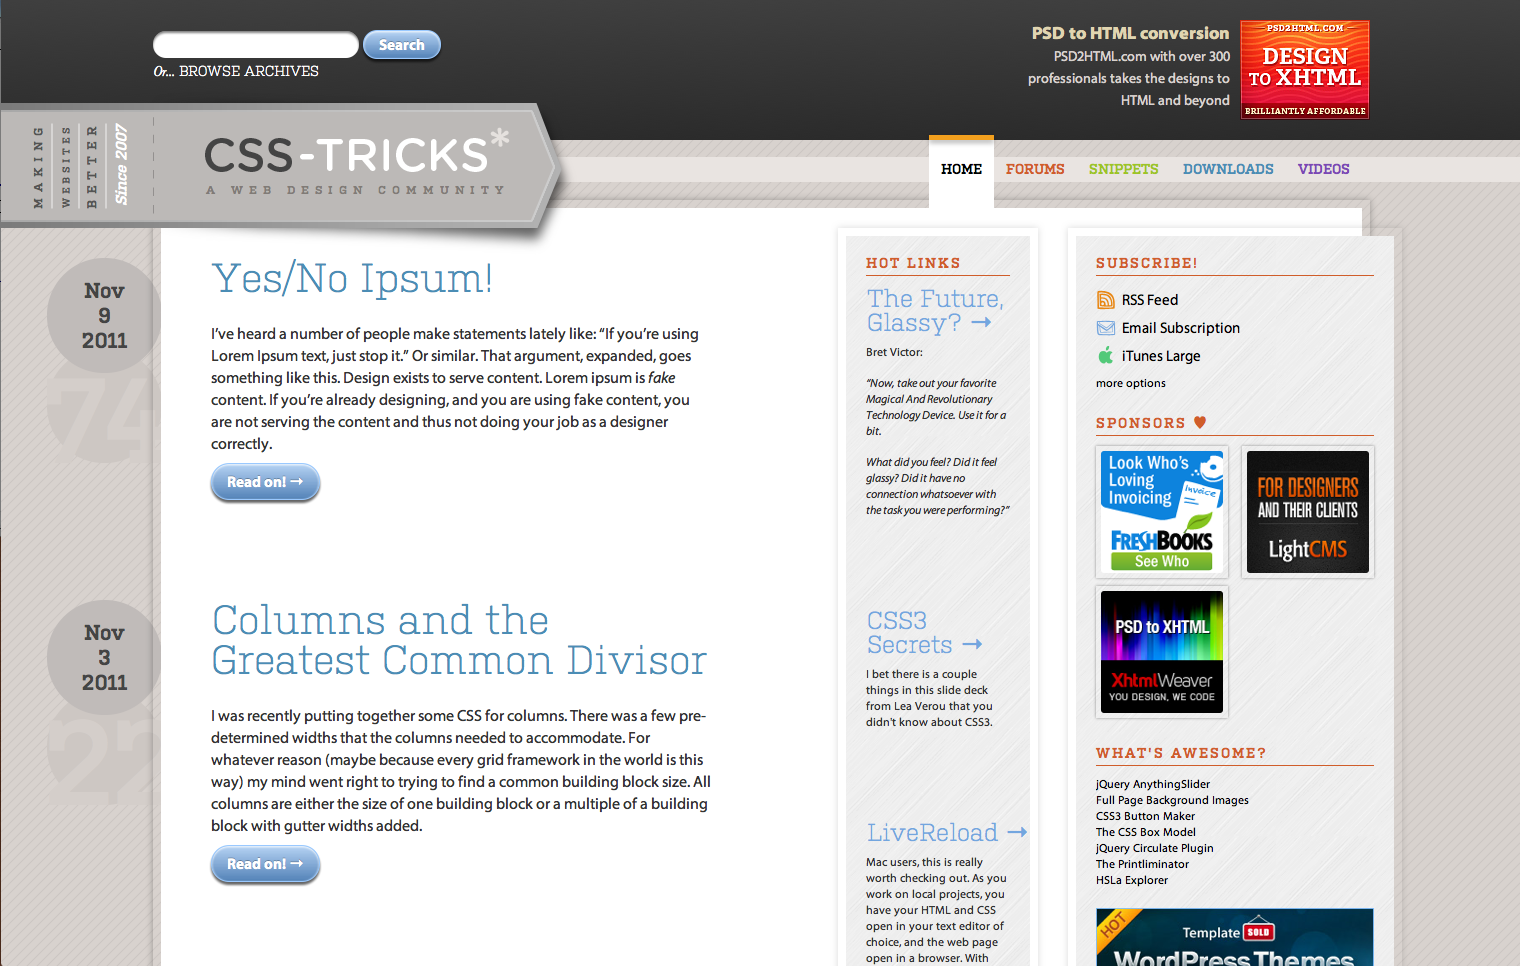 Search
Or... BROWSE ARCHIVES
PSD to HTML conversion
PSD2HTML.com with over 300
professionals takes the designs to
HTML and beyond
PSD2HTML.COM
DESIGN
TO XHTML
BRILLIANTLY AFFORDABLE
MAKING
WEBSITES
BETTER
Since 2007
CSS-TRICKS*
A WEB DESIGN COMMUNITY
HOME
FORUMS
SNIPPETS
DOWNLOADS
VIDEOS
Nov
9
2011
74
Yes/No Ipsum!
I've heard a number of people make statements lately like: “If you're using
Lorem Ipsum text, just stop it.” Or similar. That argument, expanded, goes
something like this. Design exists to serve content. Lorem ipsum is fake
content. If you're already designing, and you are using fake content, you
are not serving the content and thus not doing your job as a designer
correctly.
Read on! →
Nov
3
2011
22
Columns and the
Greatest Common Divisor
I was recently putting together some CSS for columns. There was a few pre-
determined widths that the columns needed to accommodate. For
whatever reason (maybe because every grid framework in the world is this
way) my mind went right to trying to find a common building block size. All
columns are either the size of one building block or a multiple of a building
block with gutter widths added.
Read on! →
HOT LINKS
The Future,
Glassy? →
Bret Victor:
“Now, take out your favorite
Magical And Revolutionary
Technology Device. Use it for a
bit.
What did you feel? Did it feel
glassy? Did it have no
connection whatsoever with
the task you were performing?”
CSS3
Secrets →
I bet there is a couple
things in this slide deck
from Lea Verou that you
didn't know about CSS3.
LiveReload →
Mac users, this is really
worth checking out. As you
work on local projects, you
have your HTML and CSS
open in your text editor of
choice, and the web page
open in a browser. With
SUBSCRIBE!
RSS Feed
Email Subscription
iTunes Large
more options
SPONSORS ♥
Look Who's
Loving
Invoicing
Invoice
FRESHBOOKS
See Who
FOR DESIGNERS
AND THEIR CLIENTS
LightCMS
PSD to XHTML
XhtmlWeaver
YOU DESIGN, WE CODE
WHAT'S AWESOME?
jQuery AnythingSlider
Full Page Background Images
CSS3 Button Maker
The CSS Box Model
jQuery Circulate Plugin
The Printliminator
HSLa Explorer
HOT
Template SOLD
WordPress Themes